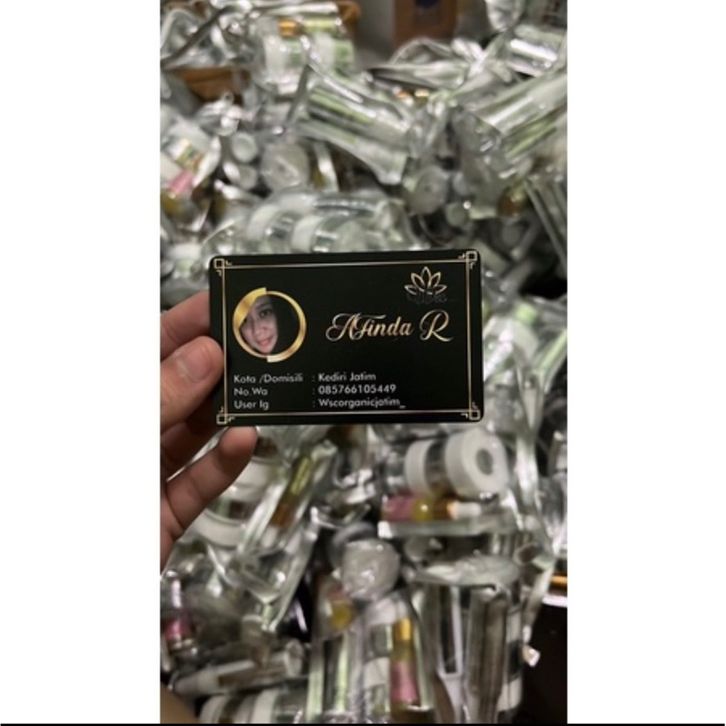 Afinda R
Kota /Domisili : Kediri Jatim
No.Wa : 085766105449
User Ig : Wscorganicjatim_